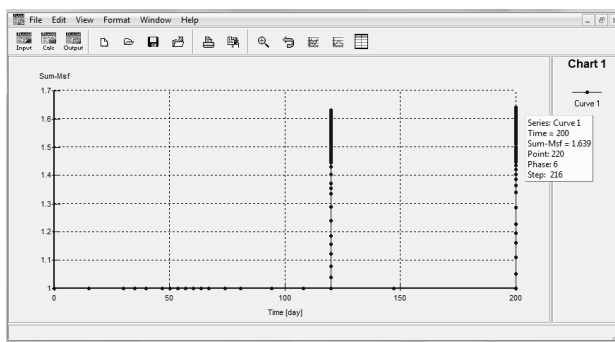 File Edit View Format Window Help
Input Calc Output
Chart 1
Sum-Msf
1.7
1.6
1.5
1.4
1.3
1.2
1.1
1
0 50 100 150 200
Time [day]
Curve 1
Series: Curve 1
Time = 200
Sum-Msf = 1.639
Point: 220
Phase: 6
Step: 216